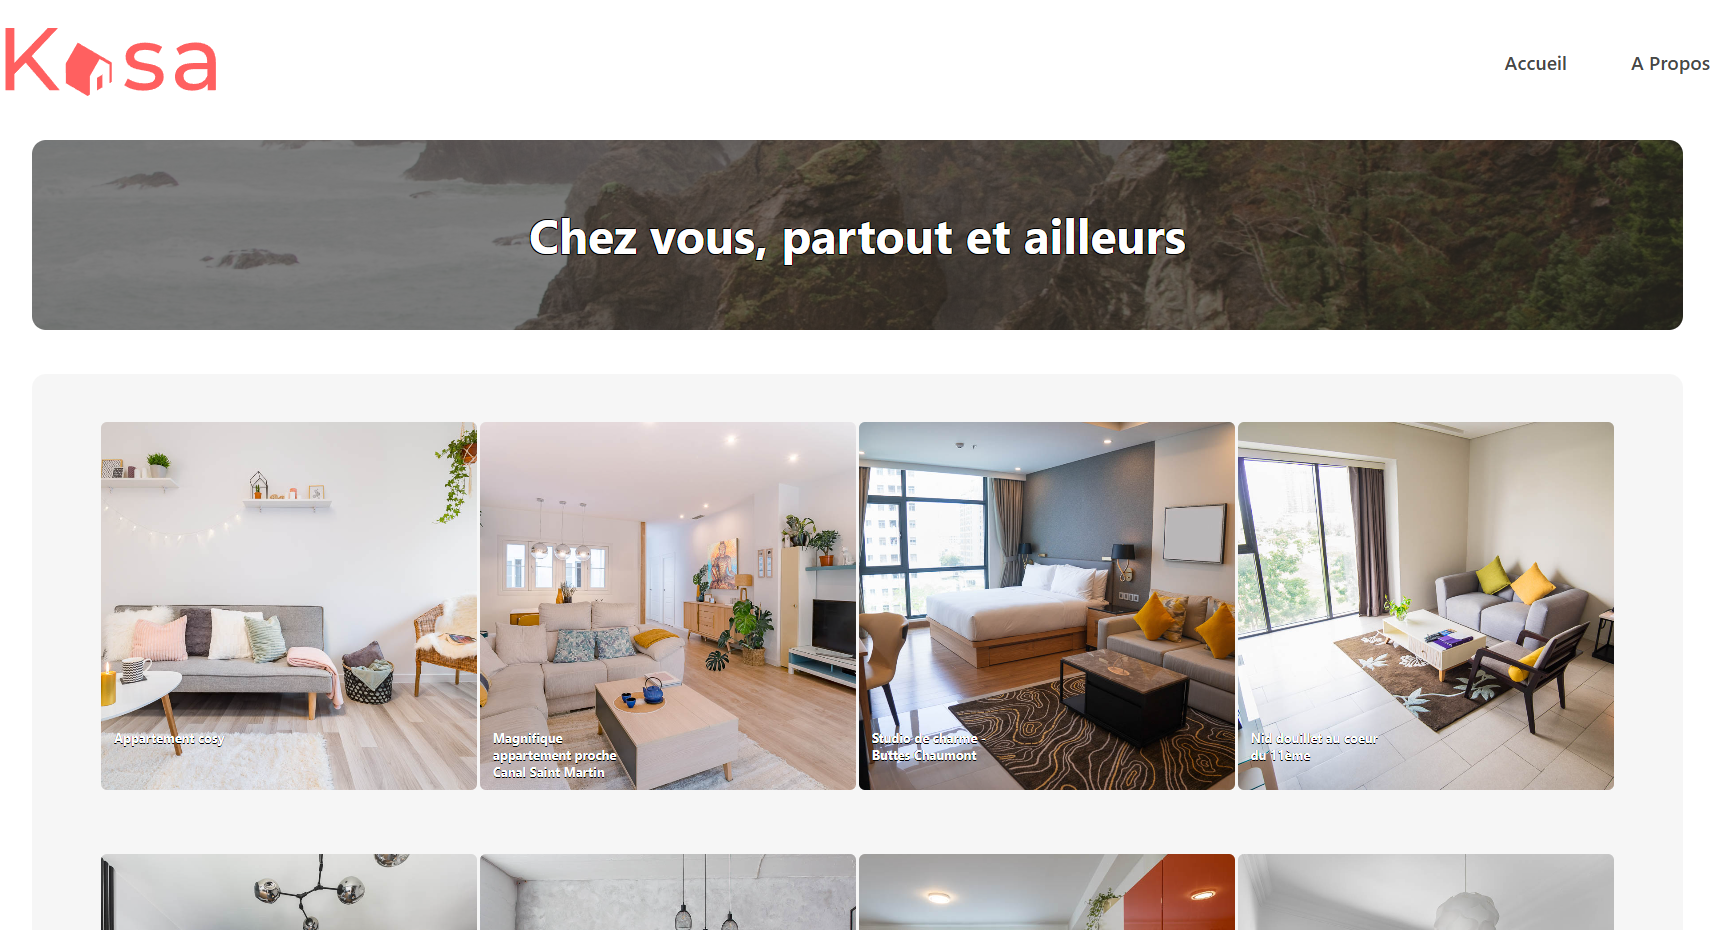 Kasa
Accueil
A Propos
Chez vous, partout et ailleurs
Appartement cosy
Magnifique
appartement proche
Canal Saint Martin
Studio de charme -
Buttes Chaumont
Nid douillet au coeur
du 11ème